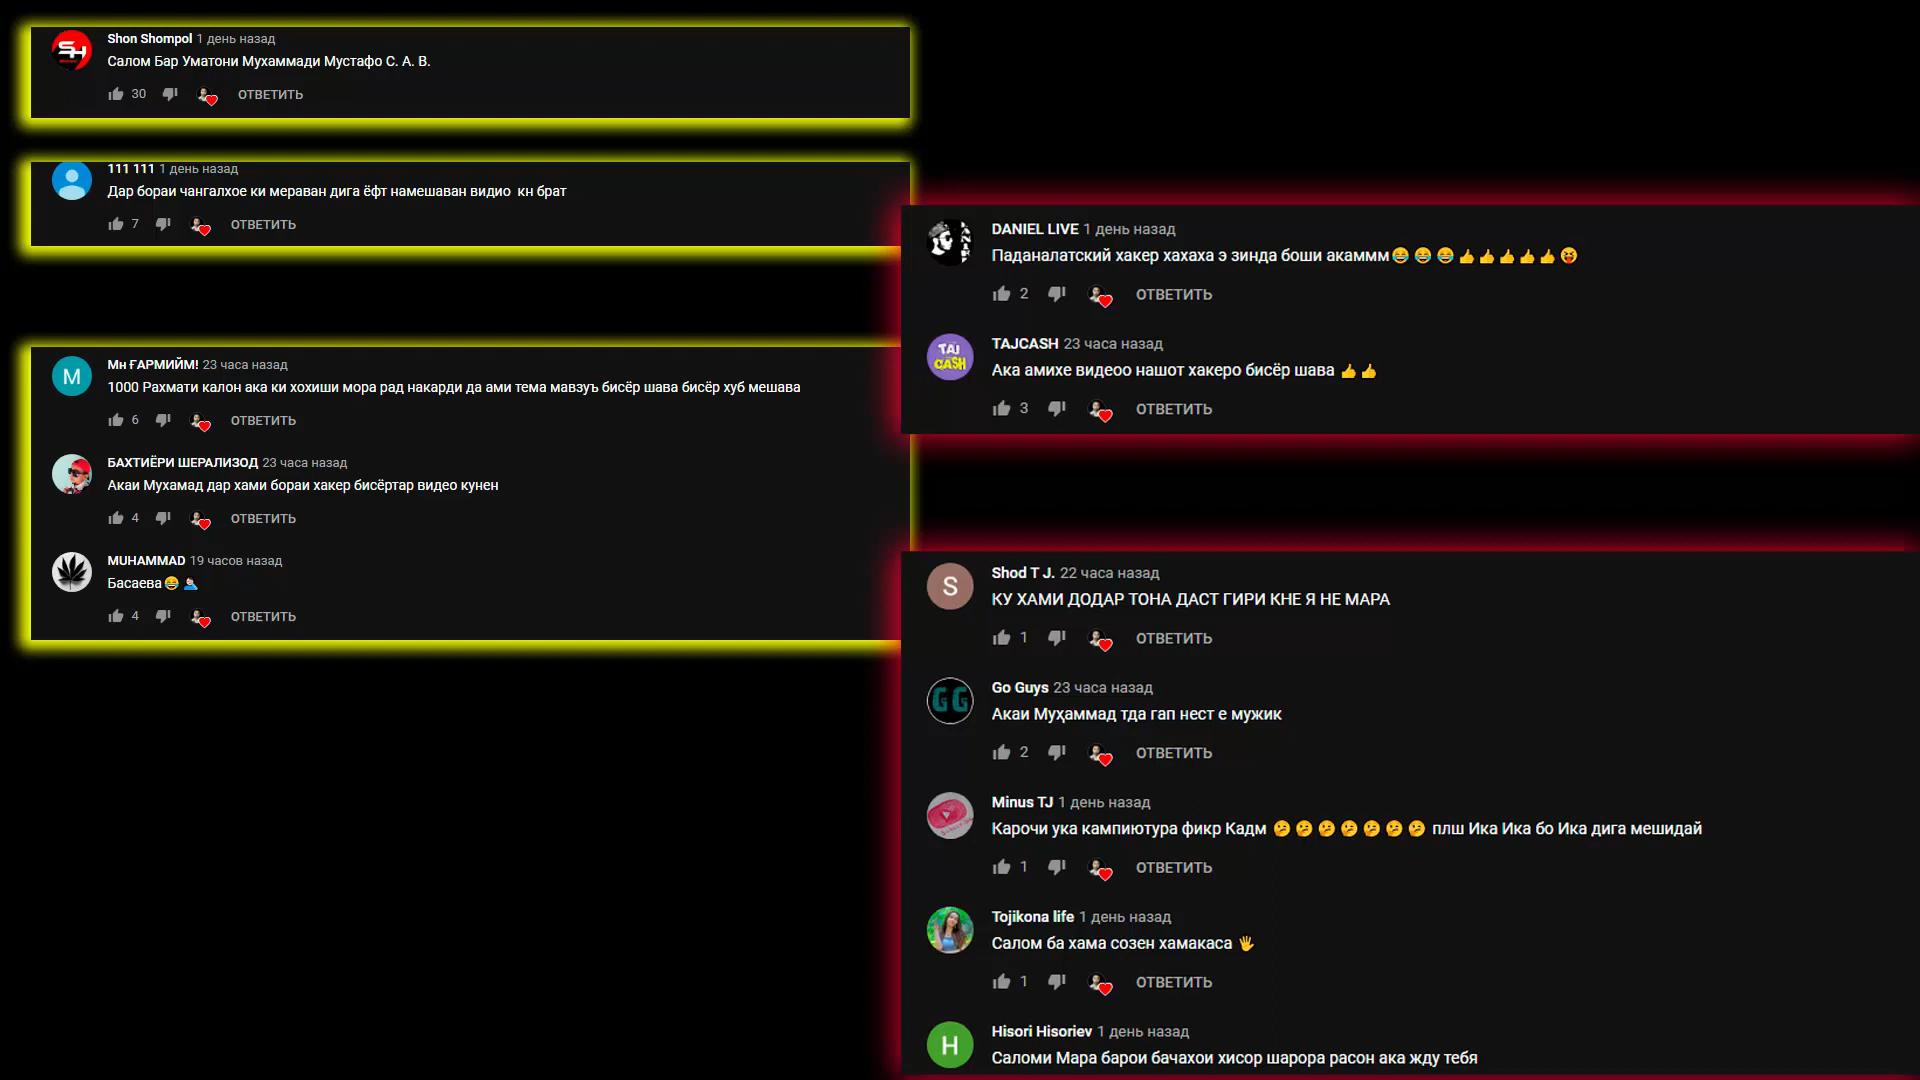 Shon Shompol 1 день назад
Салом Бар Уматони Мухаммади Мустафо С. А. В.
30 ОТВЕТИТЬ
111 111 1 день назад
Дар бораи чангалхое ки мераван дига ёфт намешаван видио кн брат
7 ОТВЕТИТЬ
Мн ҒАРМИЙМ! 23 часа назад
1000 Рахмати калон ака ки хохиши мора рад накарди да ами тема мавзуъ бисёр шава бисёр хуб мешава
6 ОТВЕТИТЬ
БАХТИЁРИ ШЕРАЛИЗОД 23 часа назад
Акаи Мухамад дар хами бораи хакер бисёртар видео кунен
4 ОТВЕТИТЬ
MUHAMMAD 19 часов назад
Басаева😂🤦🏻‍♂️
4 ОТВЕТИТЬ
DANIEL LIVE 1 день назад
Паданалатский хакер хахаха э зинда боши акаммм😂😂😂👍👍👍👍👍😝
2 ОТВЕТИТЬ
TAJ
CASH
TAJCASH 23 часа назад
Ака амихе видеоо нашот хакеро бисёр шава 👍👍
3 ОТВЕТИТЬ
S
Shod T J. 22 часа назад
КУ ХАМИ ДОДАР ТОНА ДАСТ ГИРИ КНЕ Я НЕ МАРА
1 ОТВЕТИТЬ
GG
Go Guys 23 часа назад
Акаи Муҳаммад тда гап нест е мужик
2 ОТВЕТИТЬ
Minus TJ 1 день назад
Карочи ука кампиютура фикр Кадм 🤔🤔🤔🤔🤔🤔🤔 плш Ика Ика бо Ика дига мешидай
1 ОТВЕТИТЬ
Tojikona life 1 день назад
Салом ба хама созен хамакаса 🖐
1 ОТВЕТИТЬ
H
Hisori Hisoriev 1 день назад
Саломи Мара барои бачахои хисор шарора расон ака жду тебя